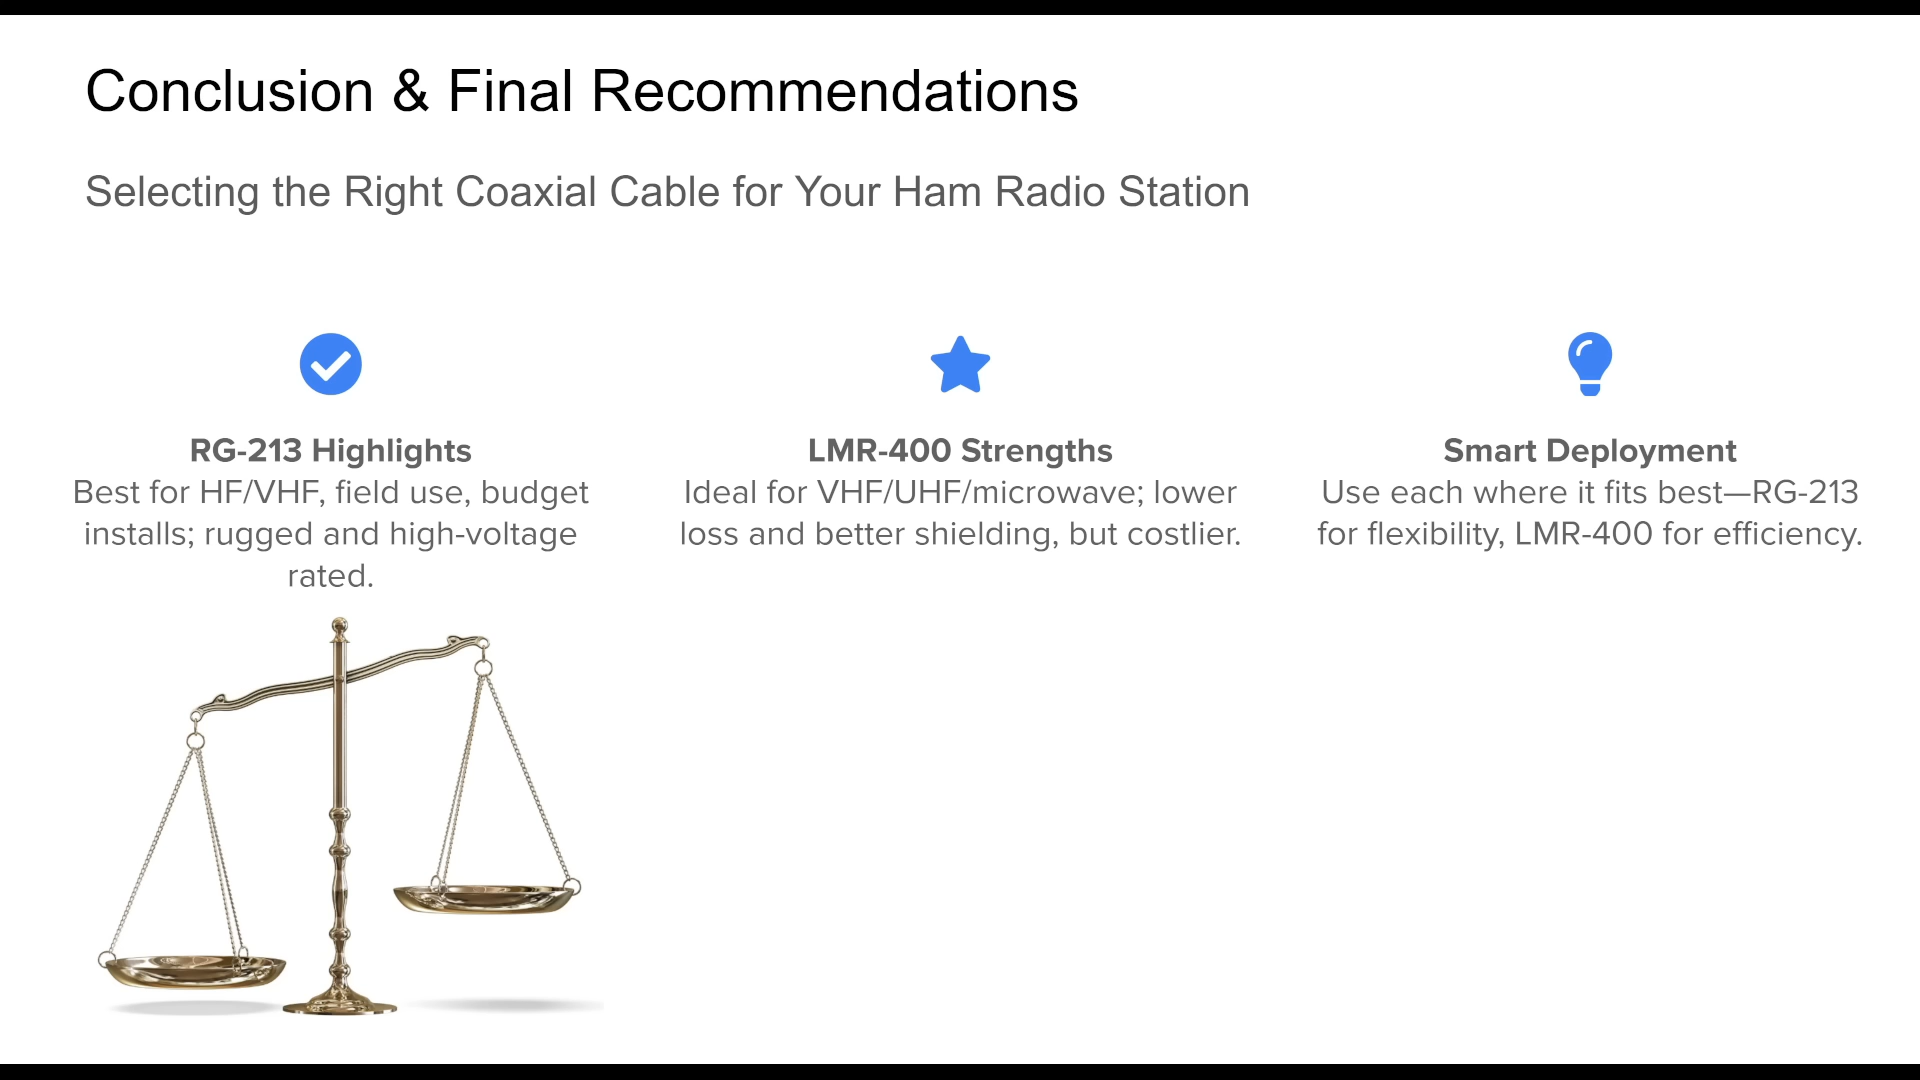 Conclusion & Final Recommendations
Selecting the Right Coaxial Cable for Your Ham Radio Station
RG-213 Highlights
Best for HF/VHF, field use, budget
installs; rugged and high-voltage
rated.
LMR-400 Strengths
Ideal for VHF/UHF/microwave; lower
loss and better shielding, but costlier.
Smart Deployment
Use each where it fits best—RG-213
for flexibility, LMR-400 for efficiency.